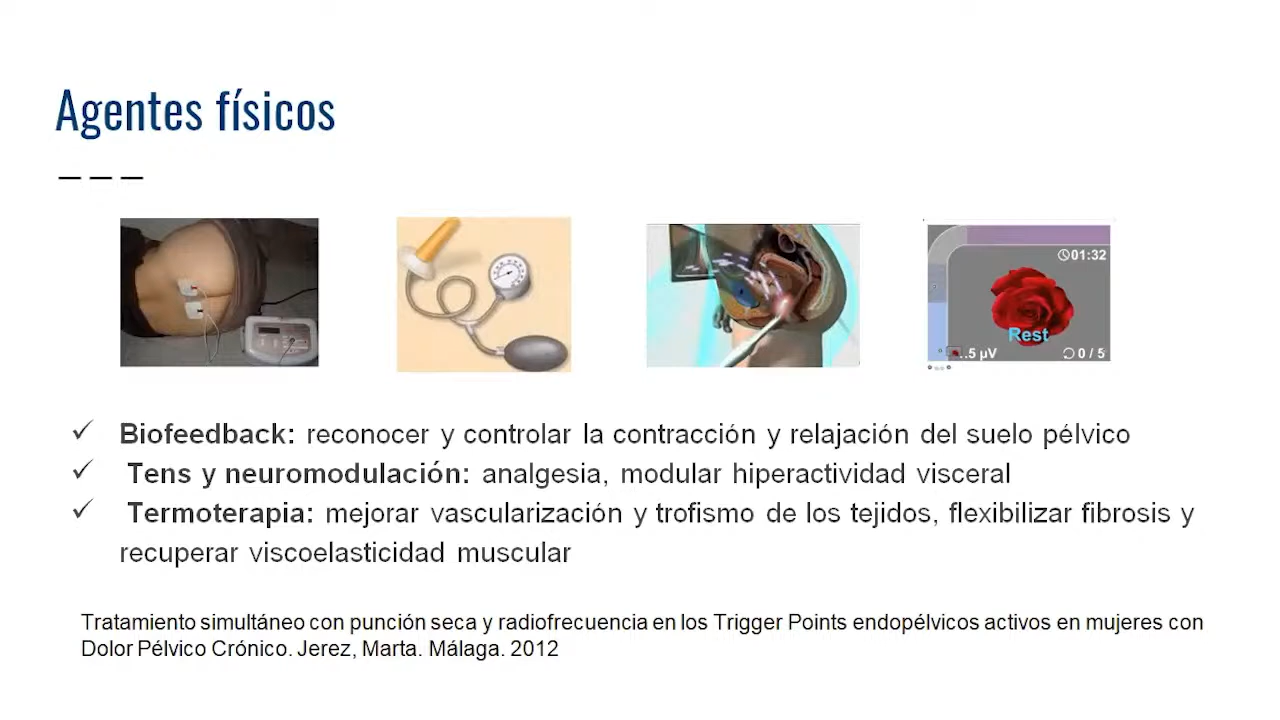 Agentes físicos
01:32
Rest
.5 µV
0 / 5
✓ Biofeedback: reconocer y controlar la contracción y relajación del suelo pélvico
✓ Tens y neuromodulación: analgesia, modular hiperactividad visceral
✓ Termoterapia: mejorar vascularización y trofismo de los tejidos, flexibilizar fibrosis y
recuperar viscoelasticidad muscular
Tratamiento simultáneo con punción seca y radiofrecuencia en los Trigger Points endopélvicos activos en mujeres con
Dolor Pélvico Crónico. Jerez, Marta. Málaga. 2012